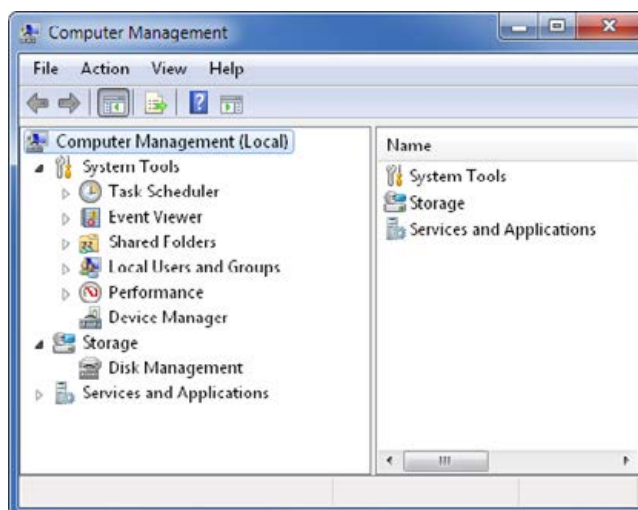 Computer Management
File Action View Help
Computer Management (Local)
System Tools
Task Scheduler
Event Viewer
Shared Folders
Local Users and Groups
Performance
Device Manager
Storage
Disk Management
Services and Applications
Name
System Tools
Storage
Services and Applications